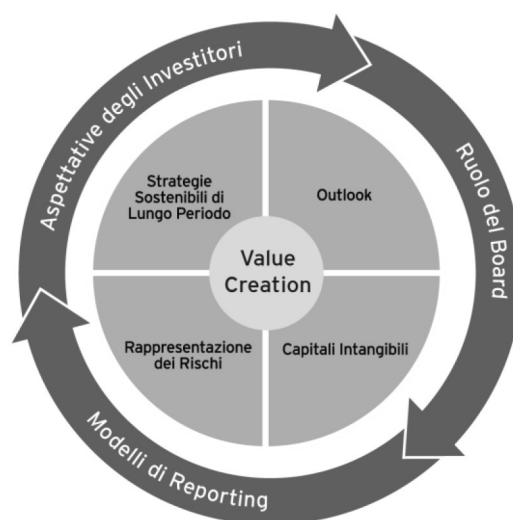 Aspettative degli Investitori
Ruolo del Board
Modelli di Reporting
Strategie
Sostenibili di
Lungo Periodo
Outlook
Value
Creation
Rappresentazione
dei Rischi
Capitali Intangibili